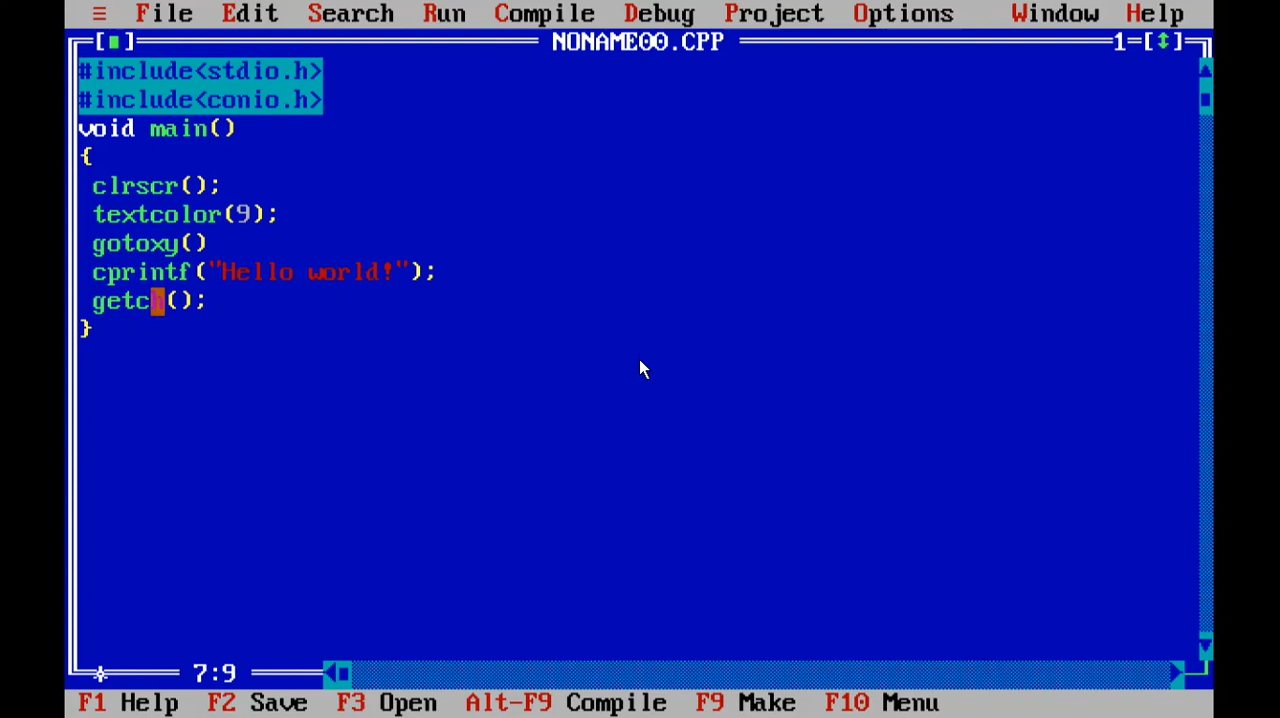 ≡ File Edit Search Run Compile Debug Project Options Window Help
[■] NONAME00.CPP 1=[↕]
#include<stdio.h>
#include<conio.h>
void main()
{
 clrscr();
 textcolor(9);
 gotoxy()
 cprintf("Hello world!");
 getch();
}
7:9
F1 Help F2 Save F3 Open Alt-F9 Compile F9 Make F10 Menu